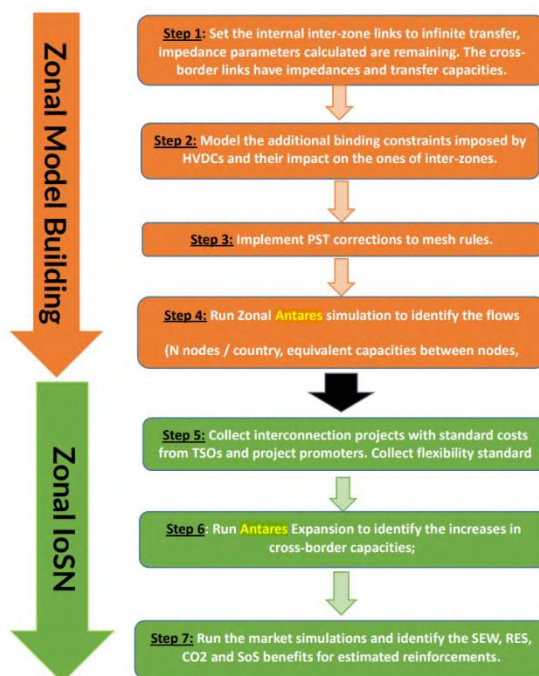 Zonal Model Building
Step 1: Set the internal inter-zone links to infinite transfer,
impedance parameters calculated are remaining. The cross-
border links have impedances and transfer capacities.
Step 2: Model the additional binding constraints imposed by
HVDCs and their impact on the ones of inter-zones.
Step 3: Implement PST corrections to mesh rules.
Step 4: Run Zonal Antares simulation to identify the flows
(N nodes / country, equivalent capacities between nodes,
Zonal IoSN
Step 5: Collect interconnection projects with standard costs
from TSOs and project promoters. Collect flexibility standard
Step 6: Run Antares Expansion to identify the increases in
cross-border capacities;
Step 7: Run the market simulations and identify the SEW, RES,
CO2 and SoS benefits for estimated reinforcements.